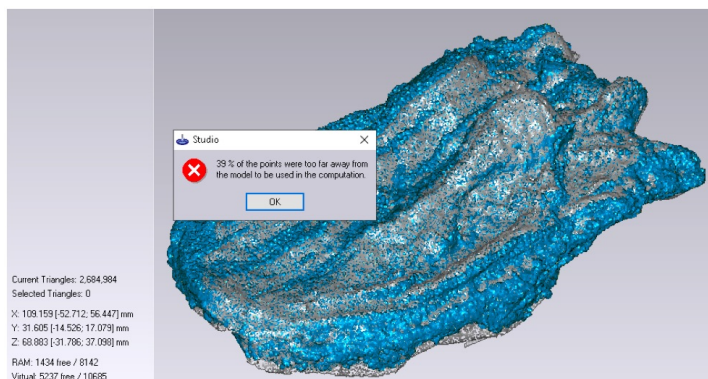 Studio
39 % of the points were too far away from
the model to be used in the computation.
OK
Current Triangles: 2,684,984
Selected Triangles: 0
X: 109.159 [-52.712; 56.447] mm
Y: 31.605 [-14.526; 17.079] mm
Z: 68.883 [-31.786; 37.098] mm
RAM: 1434 free / 8142
Virtual: 5237 free / 10685